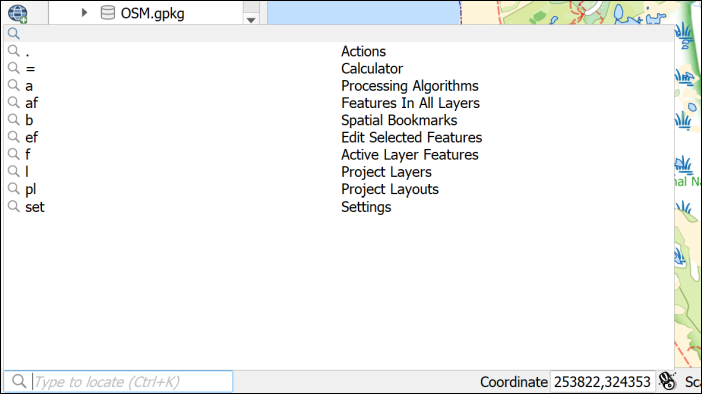 OSM.gpkg
. Actions
= Calculator
a Processing Algorithms
af Features In All Layers
b Spatial Bookmarks
ef Edit Selected Features
f Active Layer Features
l Project Layers
pl Project Layouts
set Settings
nal Na
Type to locate (Ctrl+K) Coordinate 253822,324353 Sca